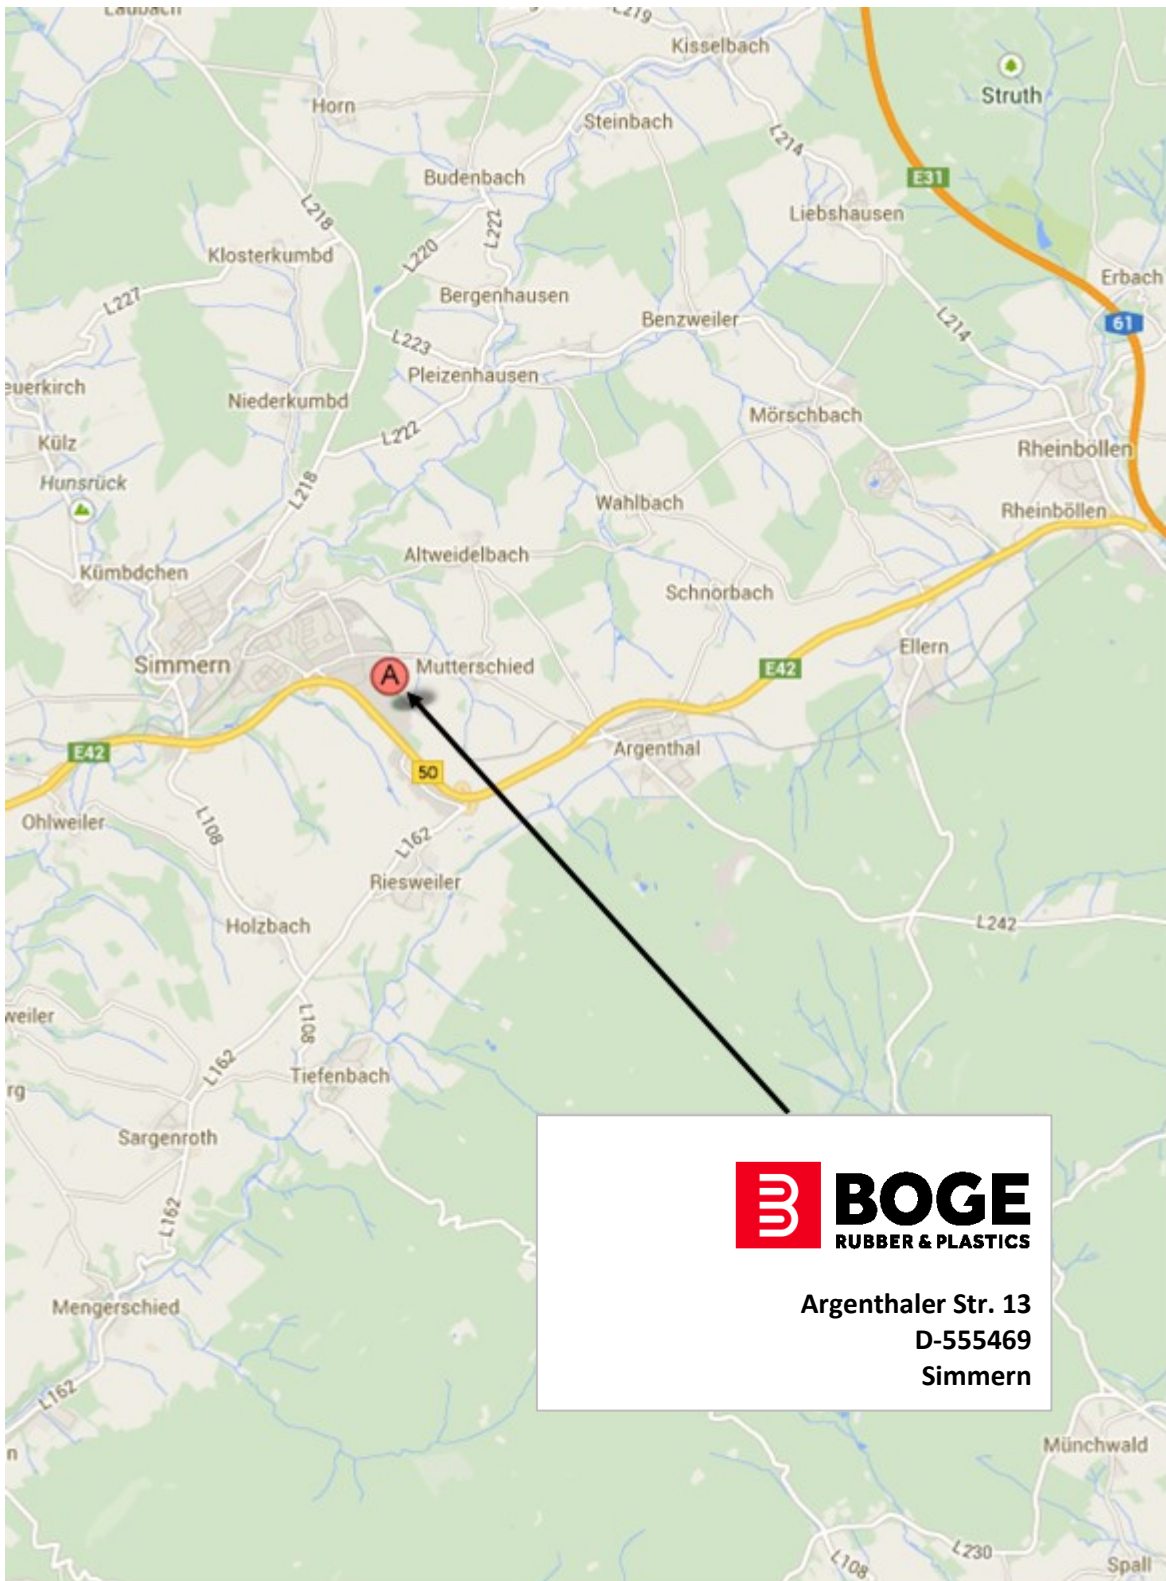 Laubach
L219
Kisselbach
Struth
Horn
Steinbach
L214
E31
Budenbach
L218
L222
Liebshausen
L220
Klosterkumbd
Erbach
L227
Bergenhausen
Benzweiler
L214
61
L223
Pleizenhausen
euerkirch
Niederkumbd
Mörschbach
L222
Külz
Rheinböllen
Hunsrück
L218
Wahlbach
Rheinböllen
Altweidelbach
Kümbdchen
Schnorbach
Ellern
Simmern
A
Mutterschied
E42
Argenthal
E42
50
Ohlweiler
L108
L162
Riesweiler
Holzbach
L242
weiler
L108
L162
Tiefenbach
rg
Sargenroth
L162
BOGE
RUBBER & PLASTICS
Argenthaler Str. 13
D-555469
Simmern
Mengerschied
L162
n
Münchwald
L230
L108
Spall